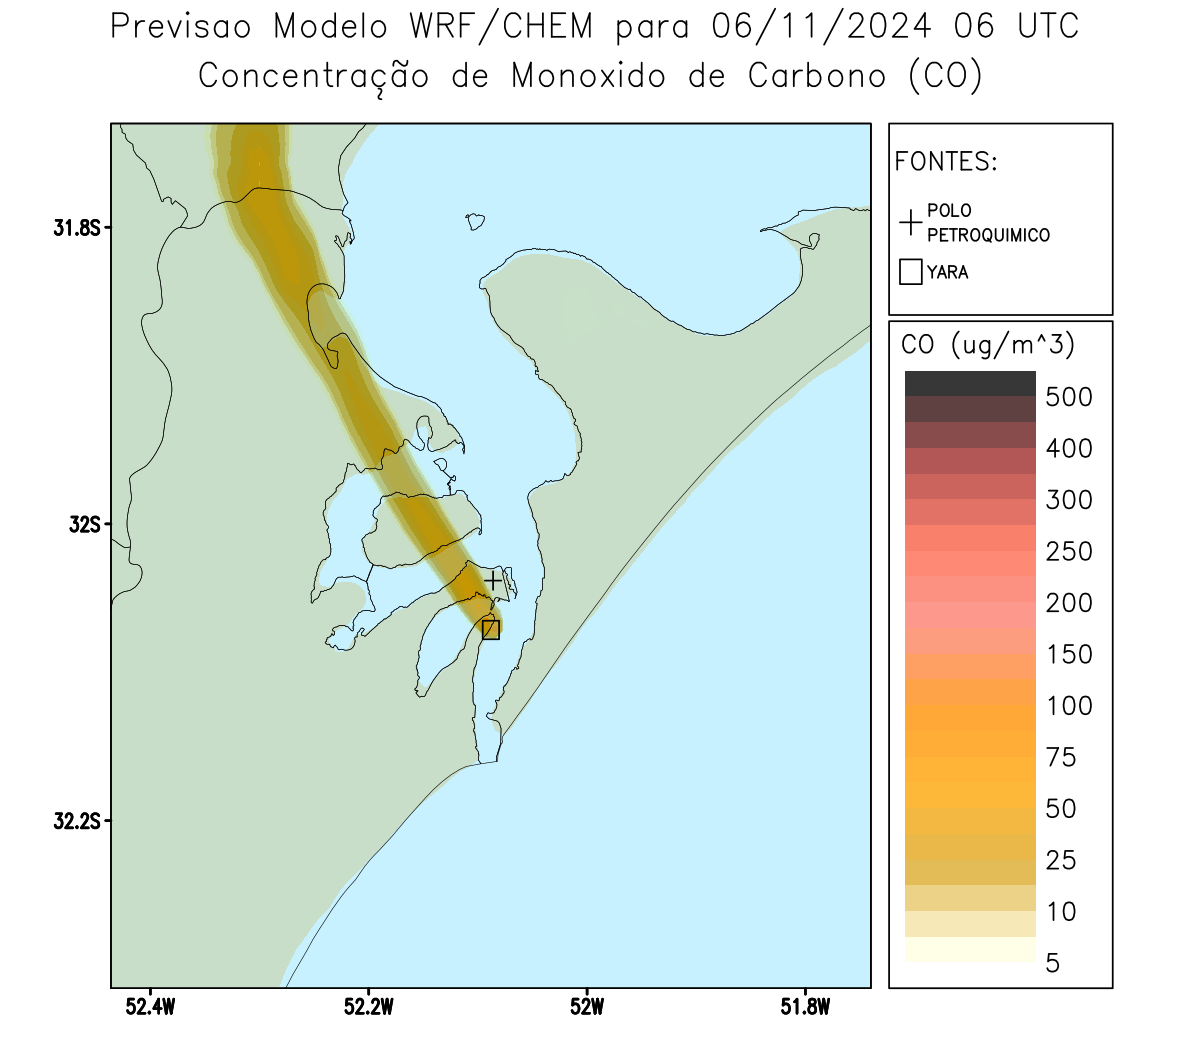 Previsao Modelo WRF/CHEM para 06/11/2024 06 UTC
Concentração de Monoxido de Carbono (CO)
FONTES:
POLO
PETROQUIMICO
YARA
31.8S
32S
32.2S
52.4W
52.2W
52W
51.8W
CO (ug/m^3)
500
400
300
250
200
150
100
75
50
25
10
5